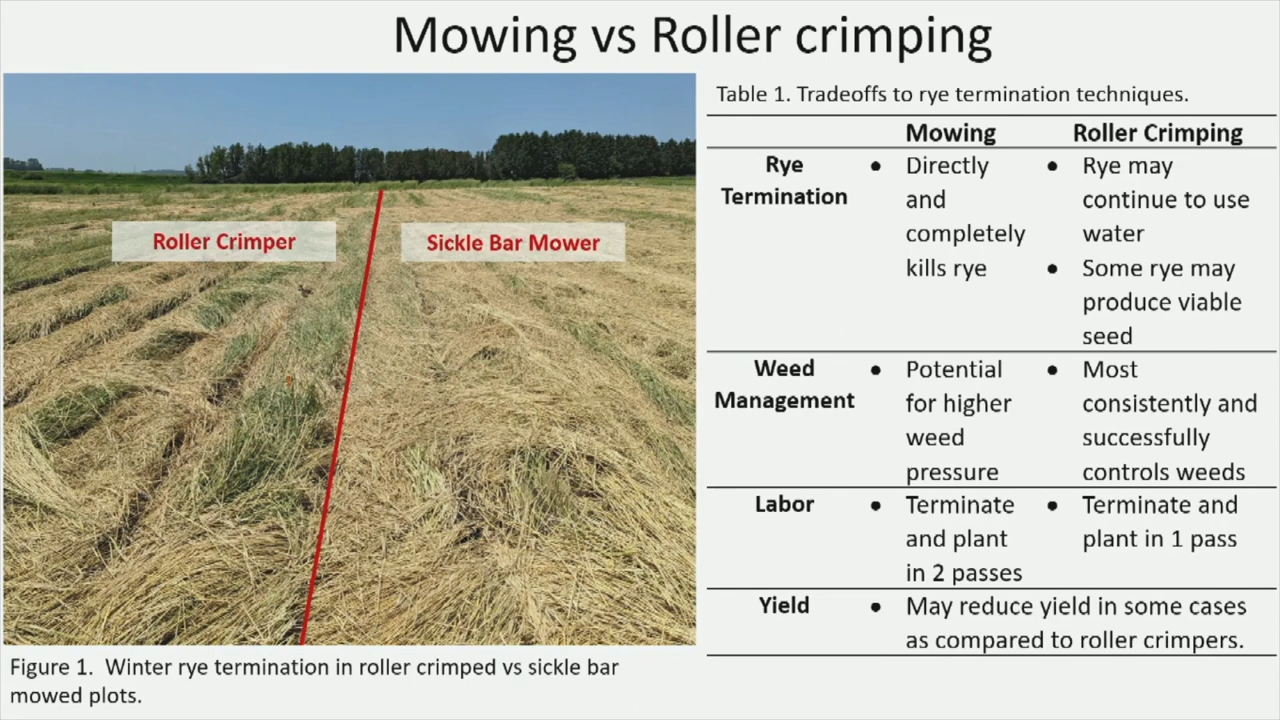 Mowing vs Roller crimping
Roller Crimper
Sickle Bar Mower
Figure 1. Winter rye termination in roller crimped vs sickle bar
mowed plots.
Table 1. Tradeoffs to rye termination techniques.
Mowing
Roller Crimping
Rye
Termination
• Directly
and
completely
kills rye
• Rye may
continue to use
water
• Some rye may
produce viable
seed
Weed
Management
• Potential
for higher
weed
pressure
• Most
consistently and
successfully
controls weeds
Labor
• Terminate
and plant
in 2 passes
• Terminate and
plant in 1 pass
Yield
• May reduce yield in some cases
as compared to roller crimpers.